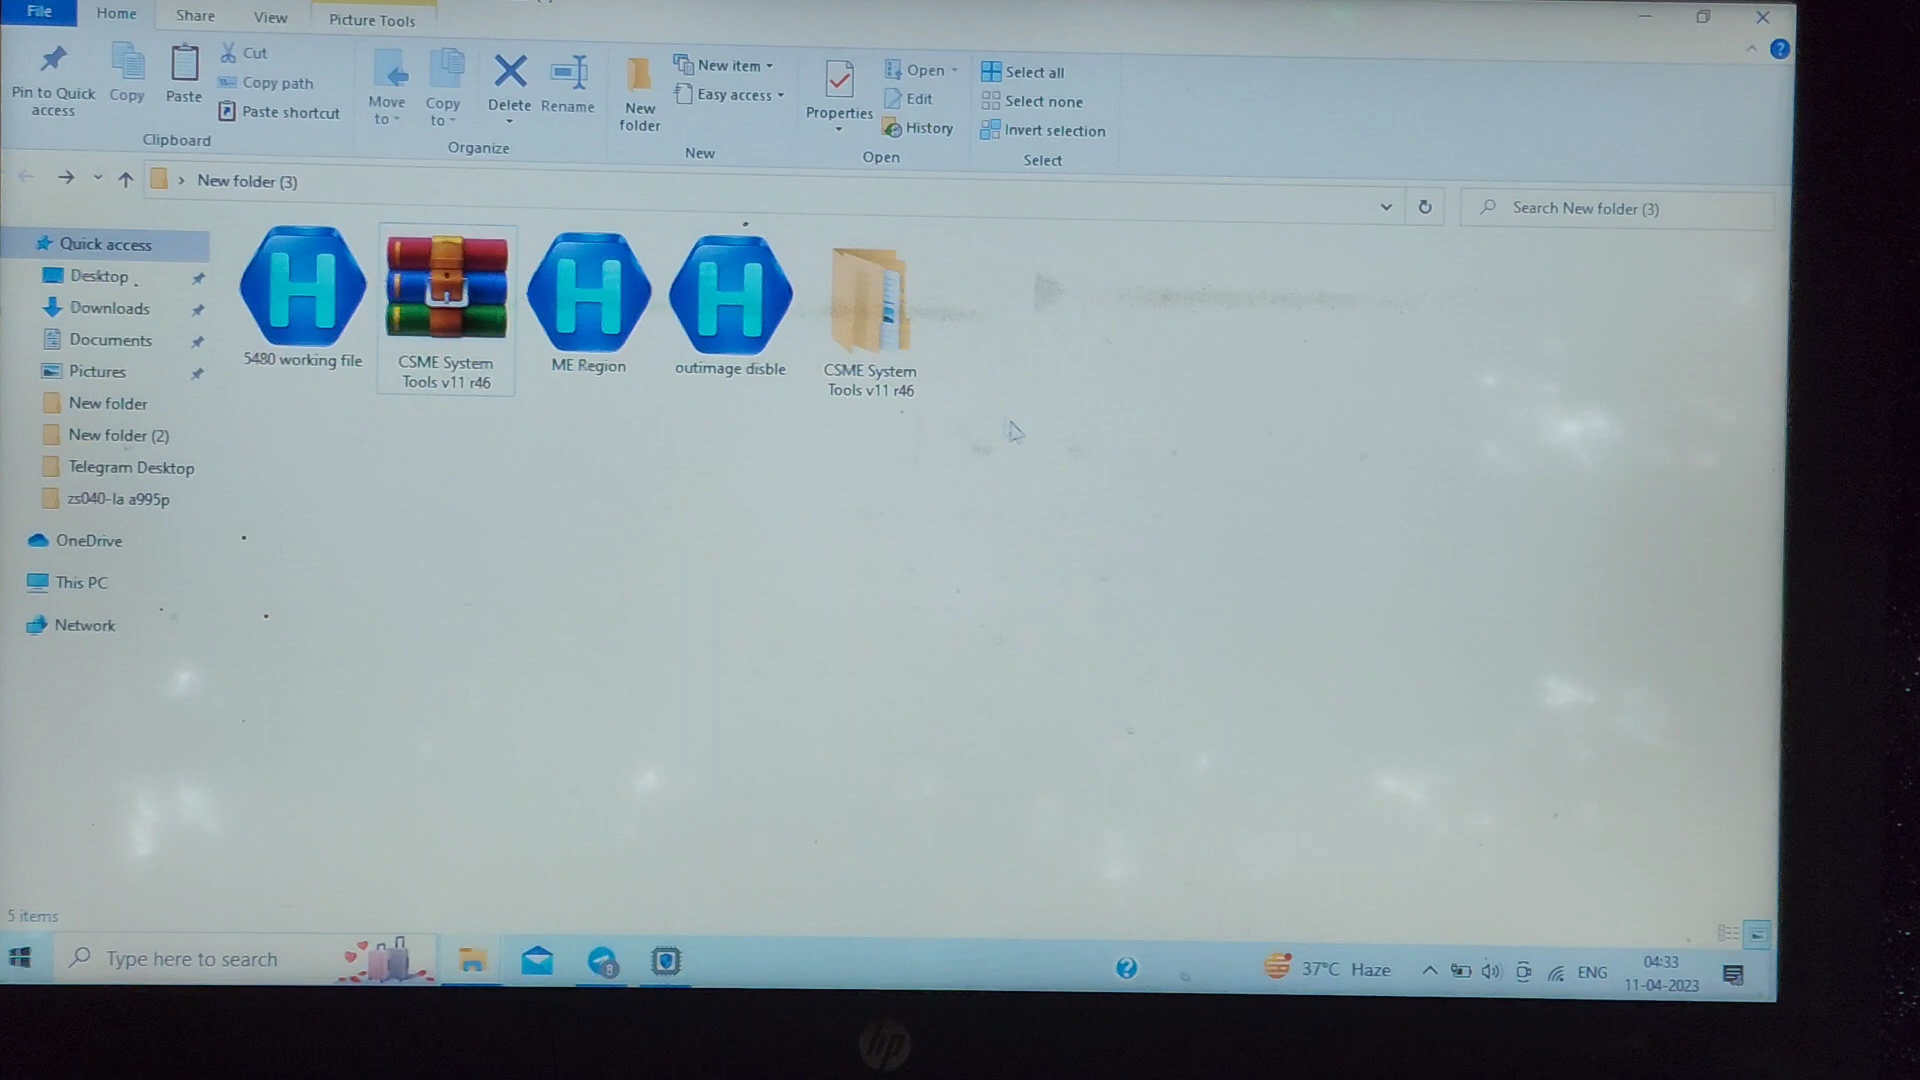 File
Home
Share
View
Picture Tools
Pin to Quick
access
Copy
Paste
Cut
Copy path
Paste shortcut
Clipboard
Move
to
Copy
to
Delete
Rename
Organize
New
folder
New item
Easy access
New
Properties
Open
Edit
History
Open
Select all
Select none
Invert selection
Select
New folder (3)
Search New folder (3)
Quick access
Desktop
Downloads
Documents
Pictures
New folder
New folder (2)
Telegram Desktop
zs040-la a995p
OneDrive
This PC
Network
5480 working file
CSME System
Tools v11 r46
ME Region
outimage disble
CSME System
Tools v11 r46
5 items
Type here to search
8
37°C Haze
ENG
04:33
11-04-2023
hp